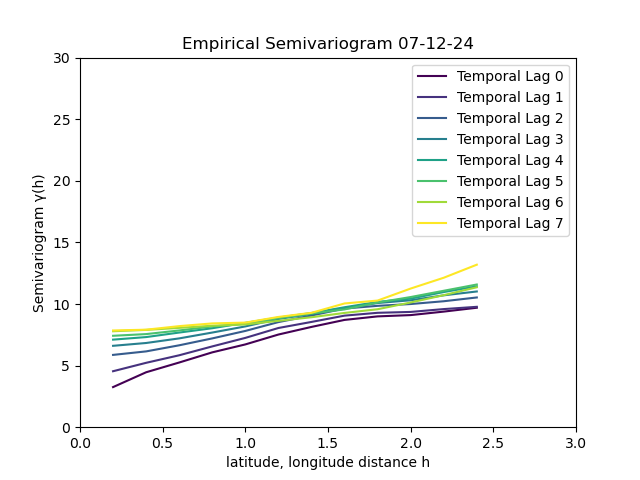 Empirical Semivariogram 07-12-24
Semivariogram γ(h)
30
25
20
15
10
5
0
0.0 0.5 1.0 1.5 2.0 2.5 3.0
latitude, longitude distance h
Temporal Lag 0
Temporal Lag 1
Temporal Lag 2
Temporal Lag 3
Temporal Lag 4
Temporal Lag 5
Temporal Lag 6
Temporal Lag 7